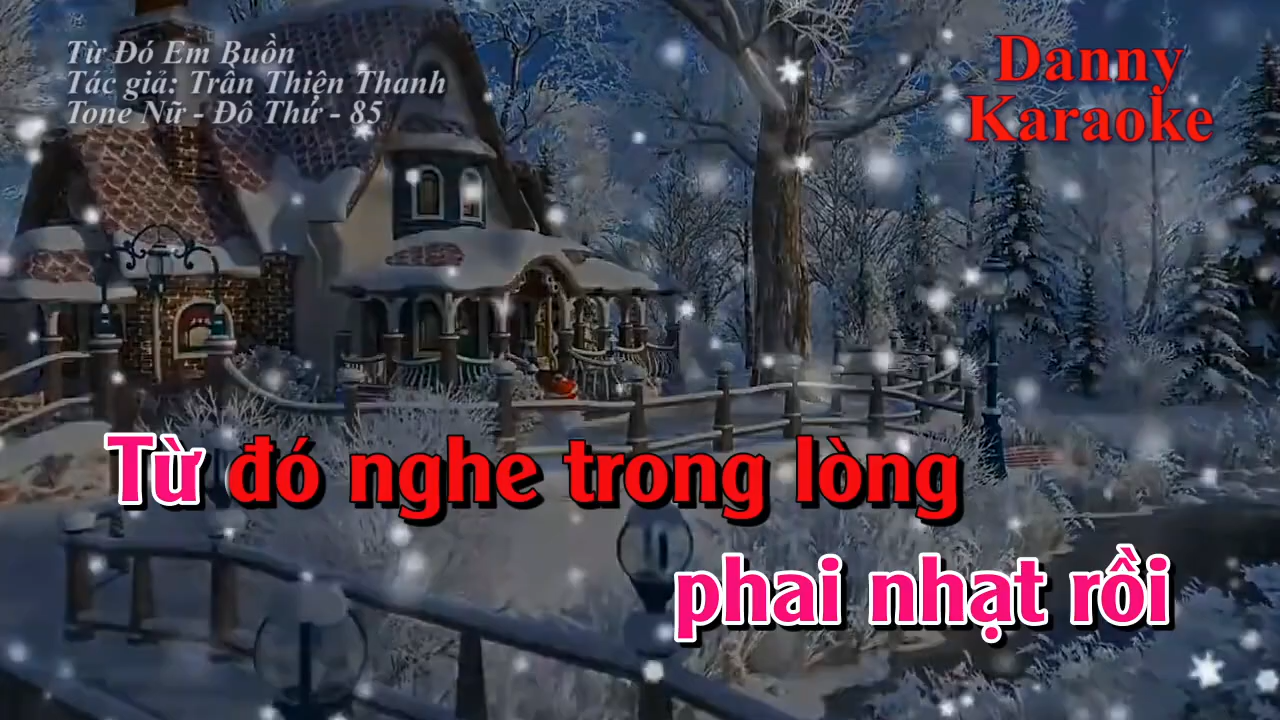 Từ Đó Em Buồn
Tác giả: Trần Thiện Thanh
Tone Nữ - Đô Thứ - 85
Danny
Karaoke
Từ đó nghe trong lòng
phai nhạt rồi